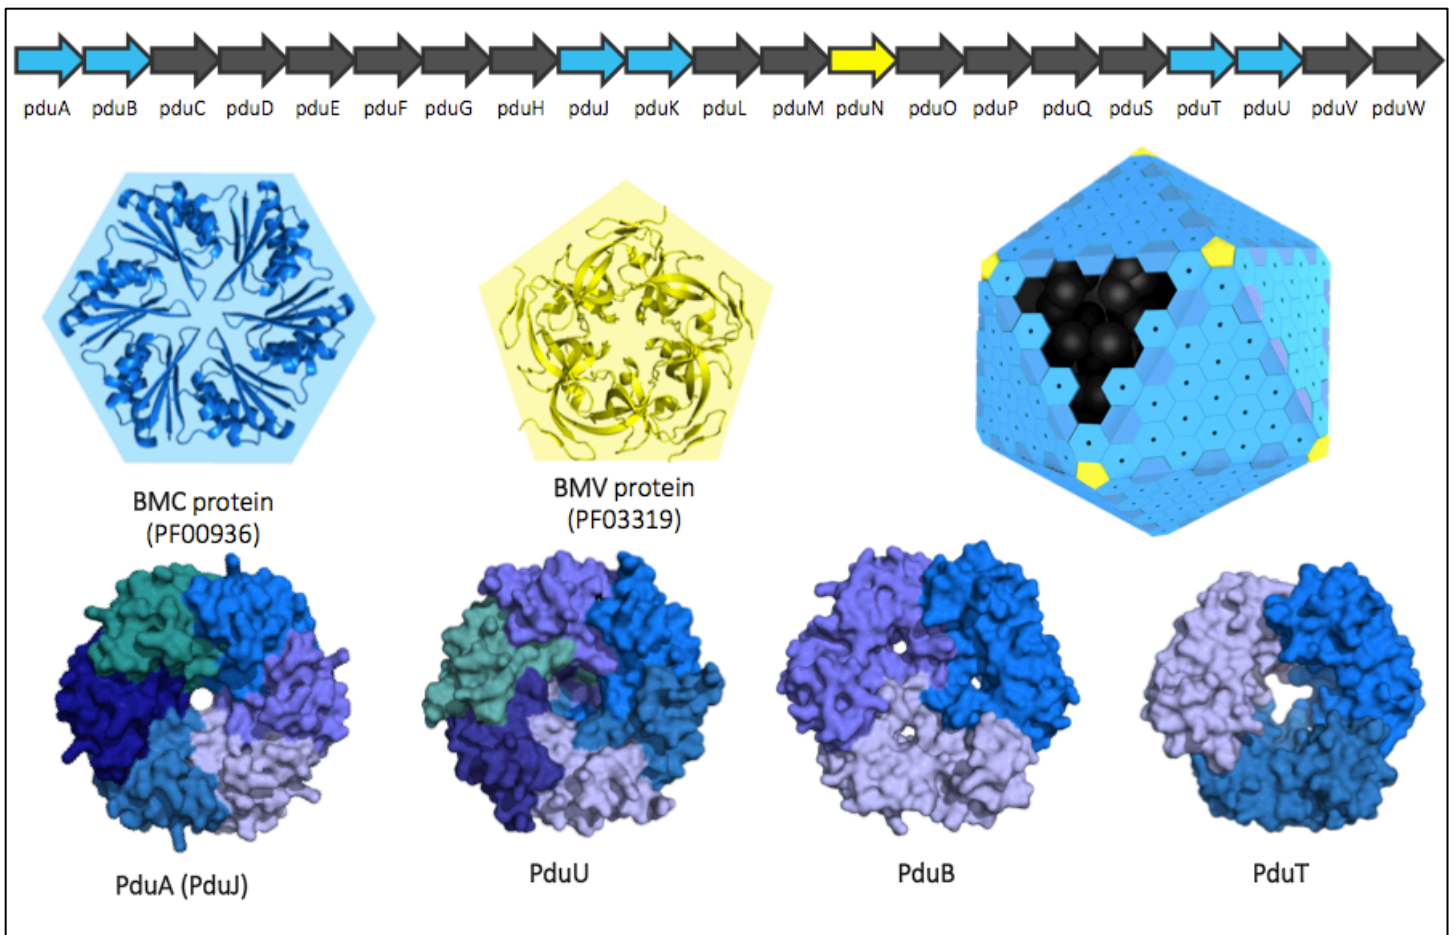 pduA pduB pduC pduD pduE pduF pduG pduH pduJ pduK pduL pduM pduN pduO pduP pduQ pduS pduT pduU pduV pduW
BMC protein
(PF00936)
BMV protein
(PF03319)
PduA (PduJ)
PduU
PduB
PduT